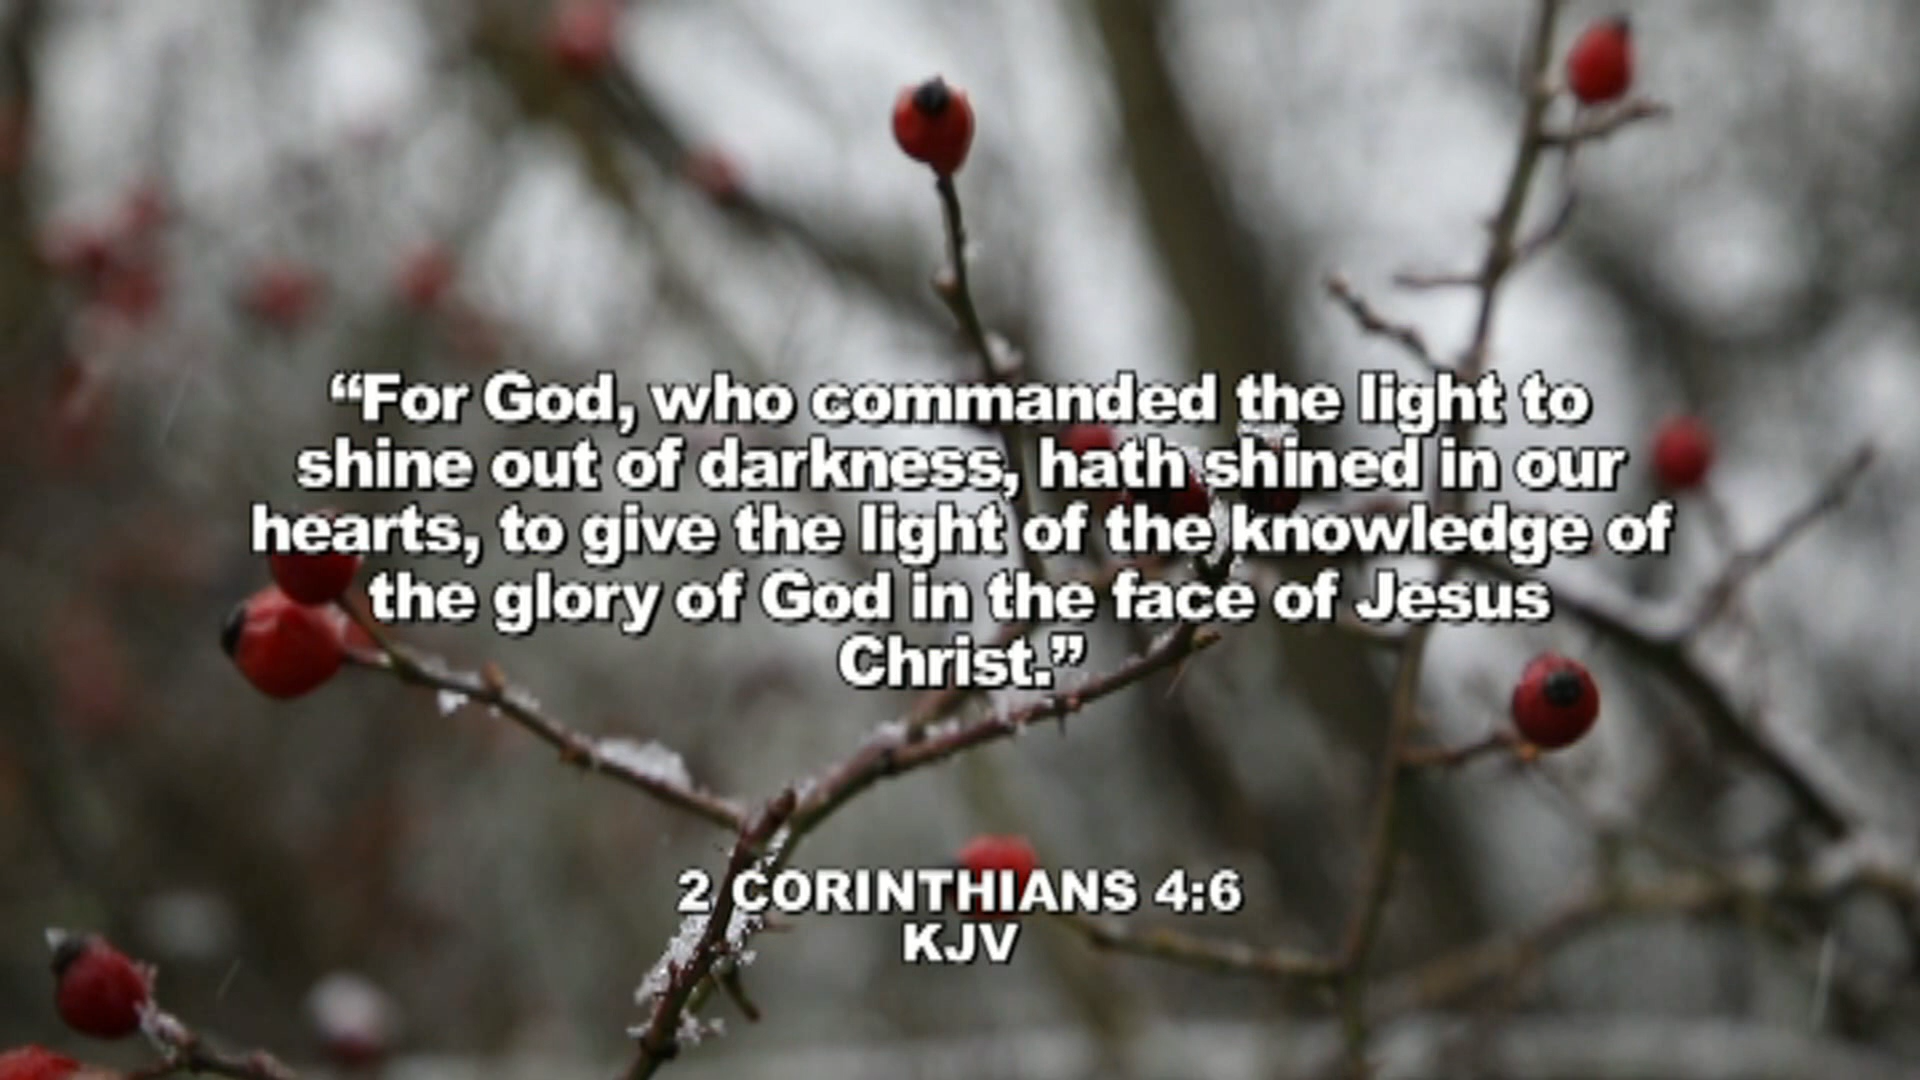 “For God, who commanded the light to
shine out of darkness, hath shined in our
hearts, to give the light of the knowledge of
the glory of God in the face of Jesus
Christ.”
2 CORINTHIANS 4:6
KJV